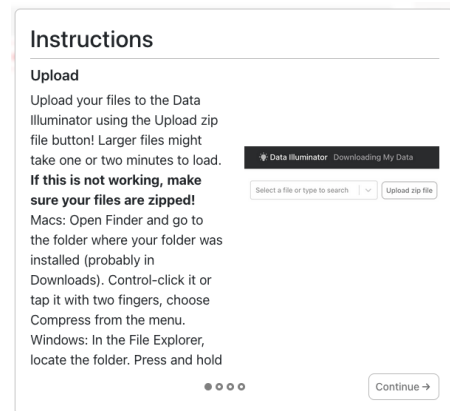 Instructions
Upload
Upload your files to the Data
Illuminator using the Upload zip
file button! Larger files might
take one or two minutes to load.
If this is not working, make
sure your files are zipped!
Macs: Open Finder and go to
the folder where your folder was
installed (probably in
Downloads). Control-click it or
tap it with two fingers, choose
Compress from the menu.
Windows: In the File Explorer,
locate the folder. Press and hold
Data Illuminator Downloading My Data
Select a file or type to search Upload zip file
Continue →